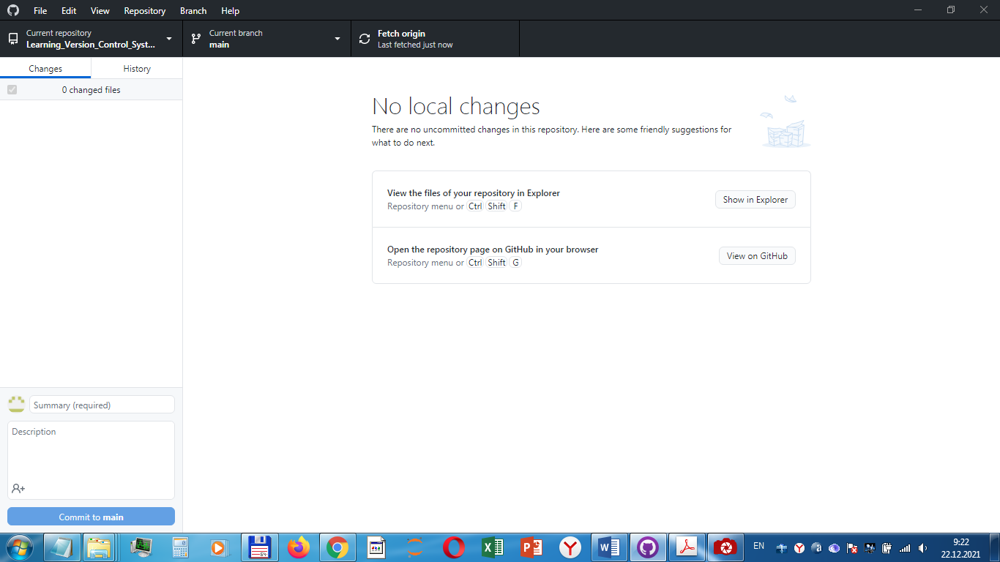 File Edit View Repository Branch Help
Current repository
Learning_Version_Control_Syst...
Current branch
main
Fetch origin
Last fetched just now
Changes History
0 changed files
No local changes
There are no uncommitted changes in this repository. Here are some friendly suggestions for
what to do next.
View the files of your repository in Explorer
Repository menu or Ctrl Shift F
Show in Explorer
Open the repository page on GitHub in your browser
Repository menu or Ctrl Shift G
View on GitHub
Summary (required)
Description
Commit to main
64
EN
9:22
22.12.2021